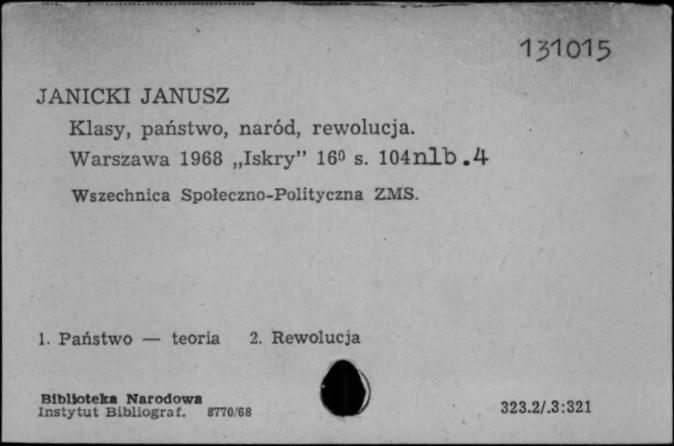 131015
JANICKI JANUSZ
Klasy, państwo, naród, rewolucja.
Warszawa 1968 „Iskry” 16⁰ s. 104nlb.4
Wszechnica Społeczno-Polityczna ZMS.
1. Państwo — teoria 2. Rewolucja
Biblioteka Narodowa
Instytut Bibliograf. 8770/68
323.2/.3:321